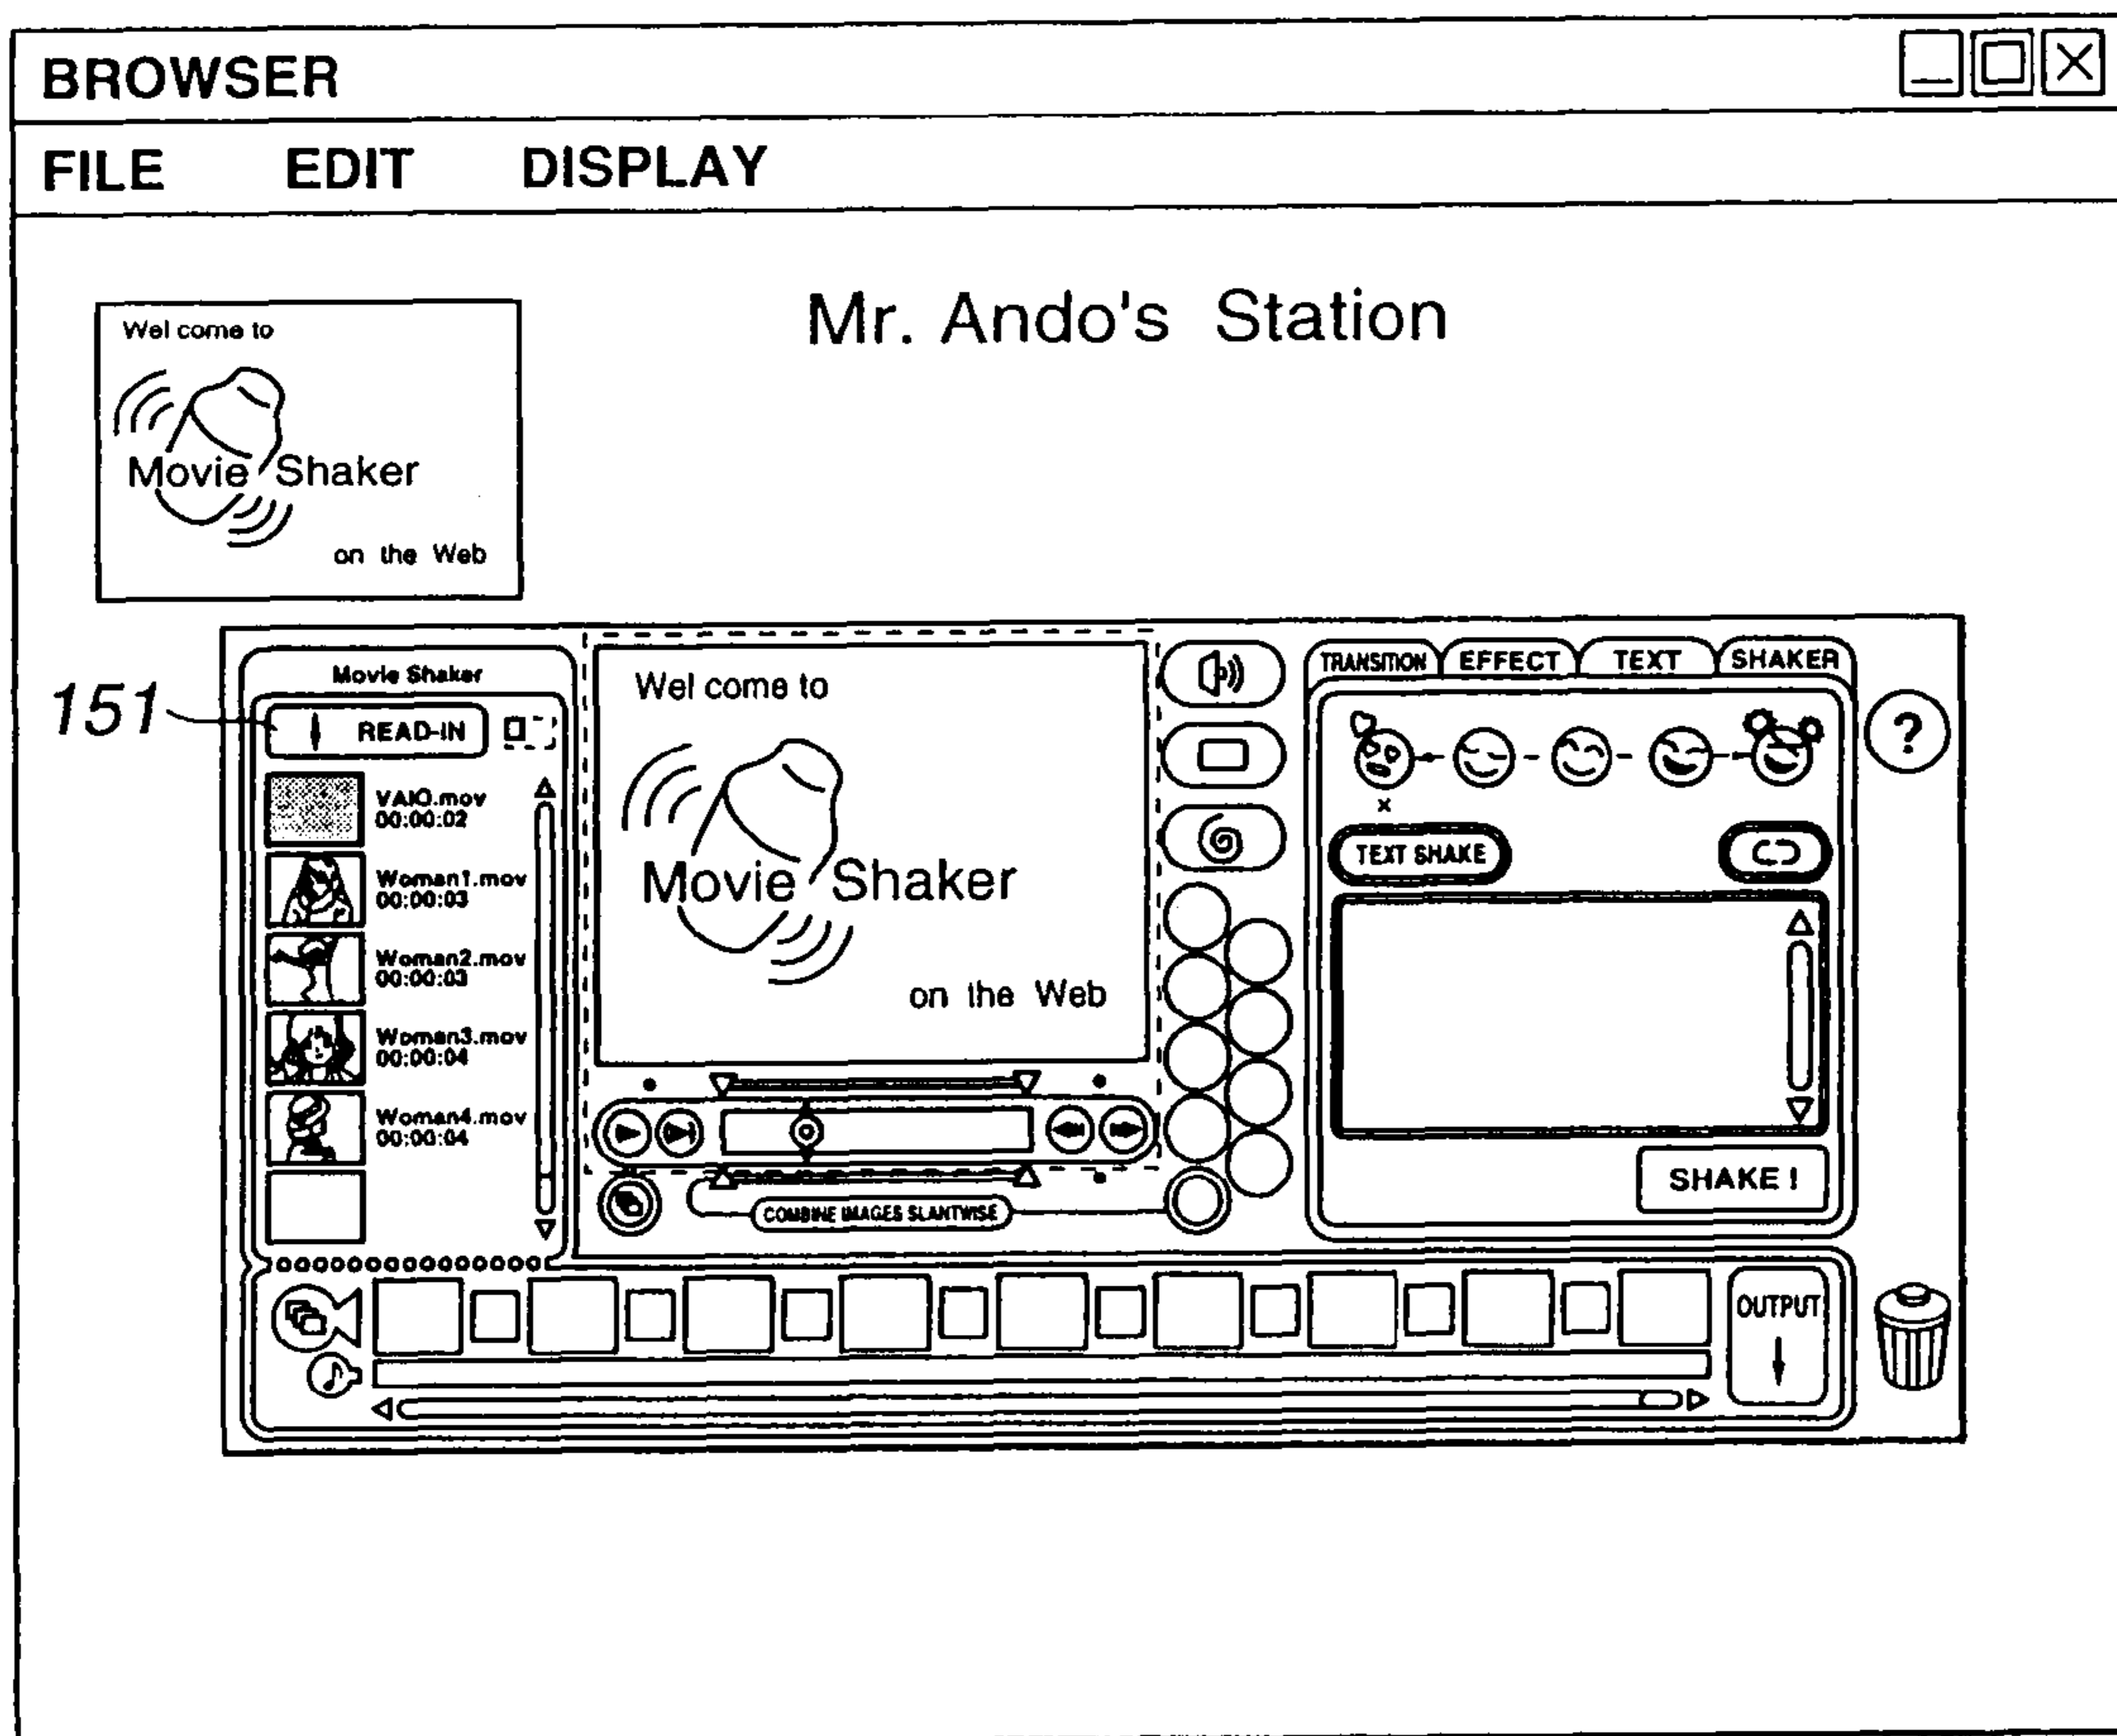 BROWSER
FILE EDIT DISPLAY
Mr. Ando's Station
Wel come to
Movie Shaker
on the Web
151
Movie Shaker
READ-IN
VAIO.mov
00:00:02
Woman1.mov
00:00:03
Woman2.mov
00:00:03
Woman3.mov
00:00:04
Woman4.mov
00:00:04
Wel come to
Movie Shaker
on the Web
COMBINE IMAGES SLANTWISE
TRANSITION EFFECT TEXT SHAKER
?
x
TEXT SHAKE
SHAKE !
OUTPUT